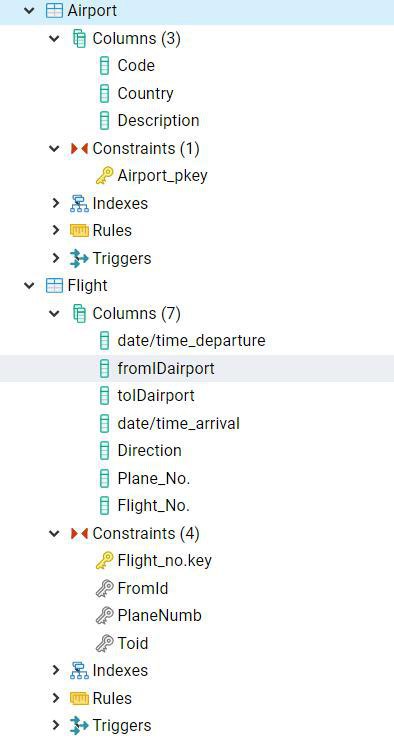 Airport
Columns (3)
Code
Country
Description
Constraints (1)
Airport_pkey
Indexes
Rules
Triggers
Flight
Columns (7)
date/time_departure
fromIDairport
toIDairport
date/time_arrival
Direction
Plane_No.
Flight_No.
Constraints (4)
Flight_no.key
FromId
PlaneNumb
Toid
Indexes
Rules
Triggers